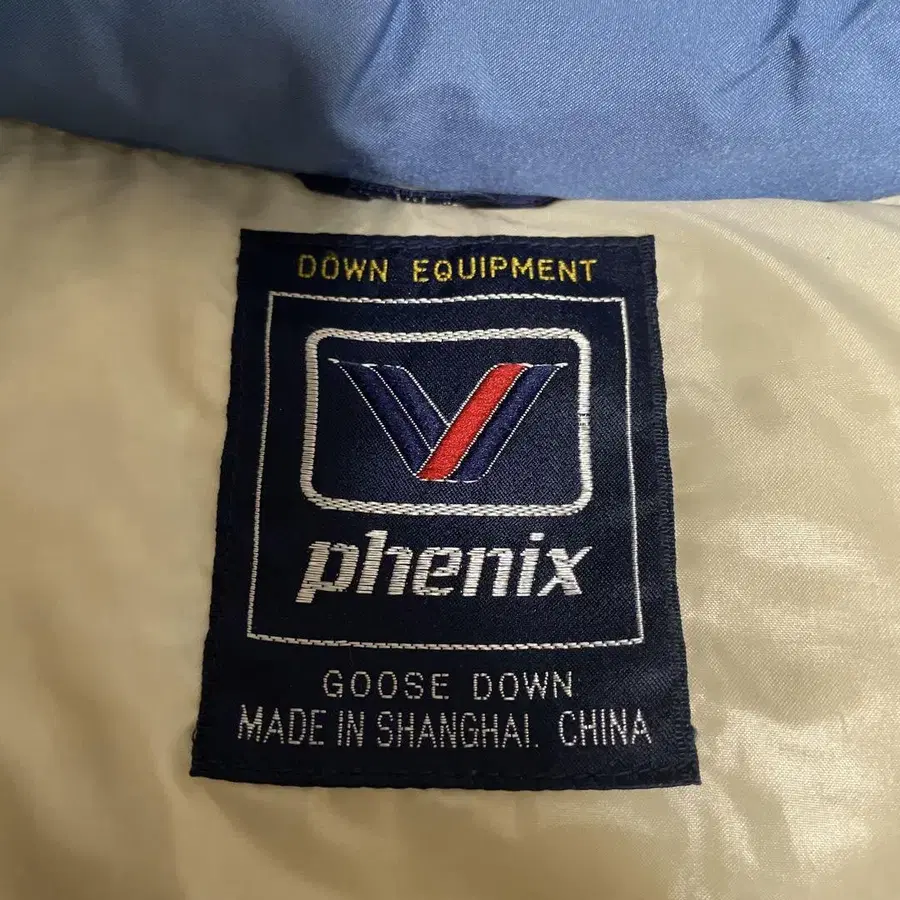 DOWN EQUIPMENT
phenix
GOOSE DOWN
MADE IN SHANGHAI. CHINA